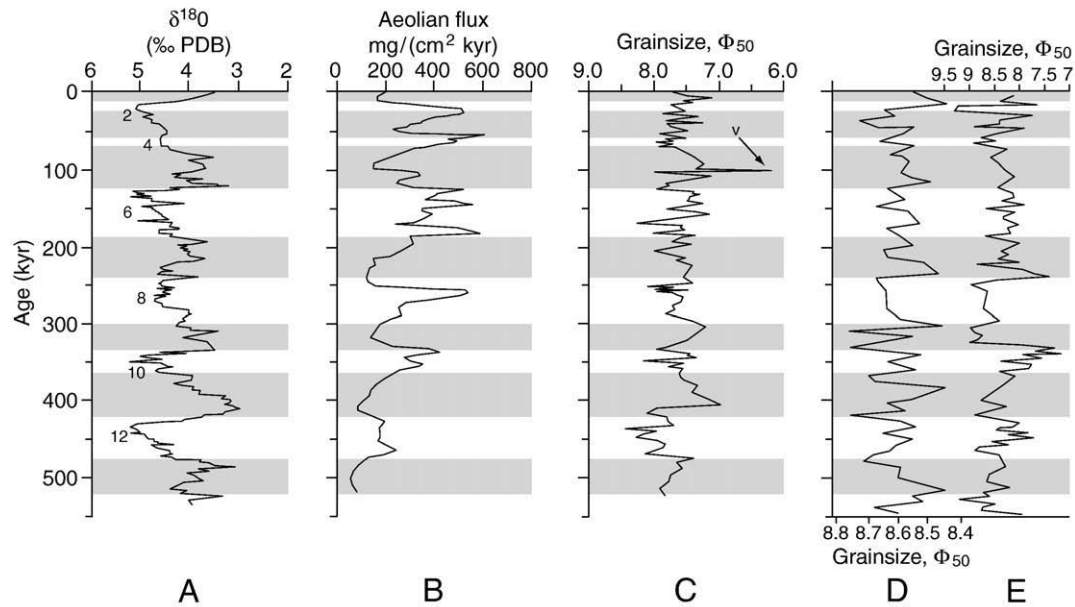 δ¹⁸O
(‰ PDB)
6 5 4 3 2
Aeolian flux
mg/(cm² kyr)
0 200 400 600 800
Grainsize, Φ₅₀
9.0 8.0 7.0 6.0
Grainsize, Φ₅₀
9.5 9 8.5 8 7.5 7
Age (kyr)
0
100
200
300
400
500
2
4
6
8
10
12
v
8.8 8.7 8.6 8.5 8.4
Grainsize, Φ₅₀
A B C D E